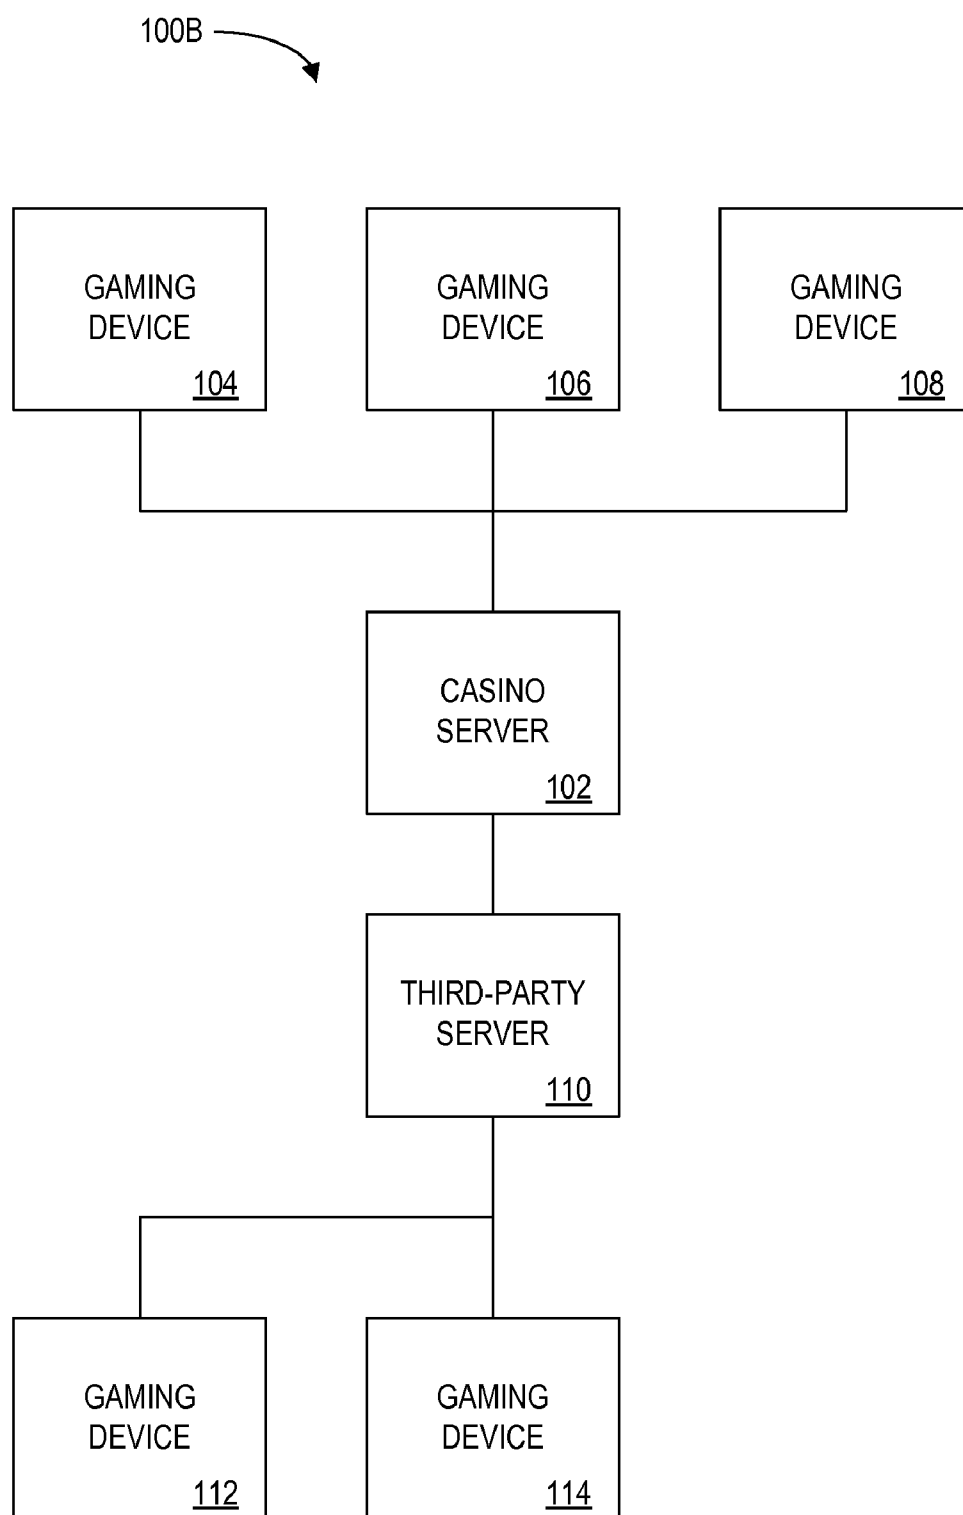 100B
GAMING
DEVICE
104
GAMING
DEVICE
106
GAMING
DEVICE
108
CASINO
SERVER
102
THIRD-PARTY
SERVER
110
GAMING
DEVICE
112
GAMING
DEVICE
114